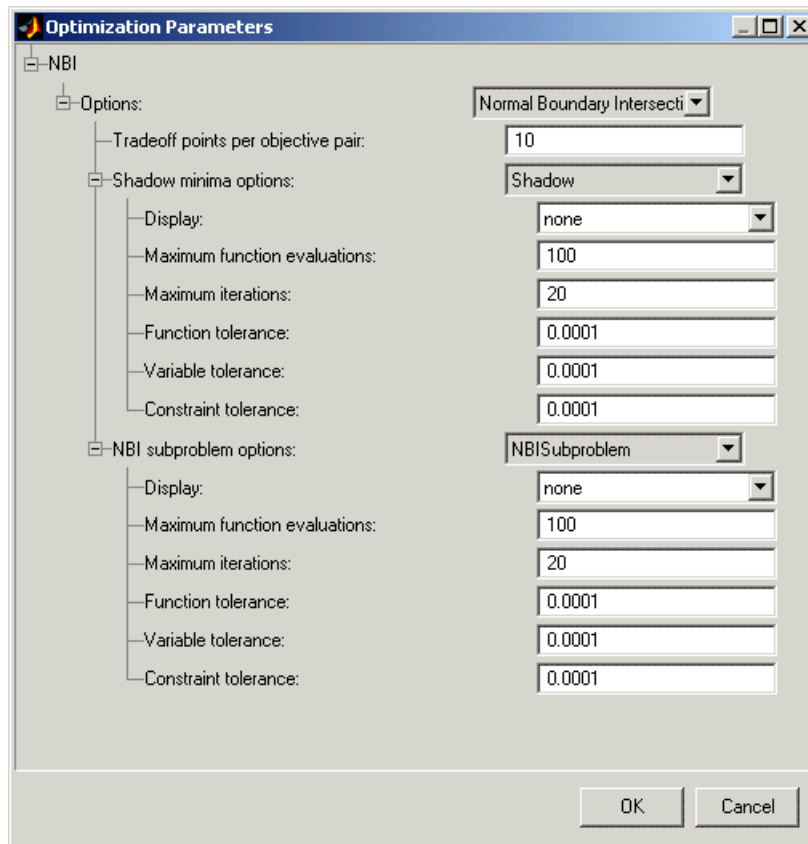 Optimization Parameters
NBI
Options: Normal Boundary Intersecti
Tradeoff points per objective pair: 10
Shadow minima options: Shadow
Display: none
Maximum function evaluations: 100
Maximum iterations: 20
Function tolerance: 0.0001
Variable tolerance: 0.0001
Constraint tolerance: 0.0001
NBI subproblem options: NBISubproblem
Display: none
Maximum function evaluations: 100
Maximum iterations: 20
Function tolerance: 0.0001
Variable tolerance: 0.0001
Constraint tolerance: 0.0001
OK Cancel